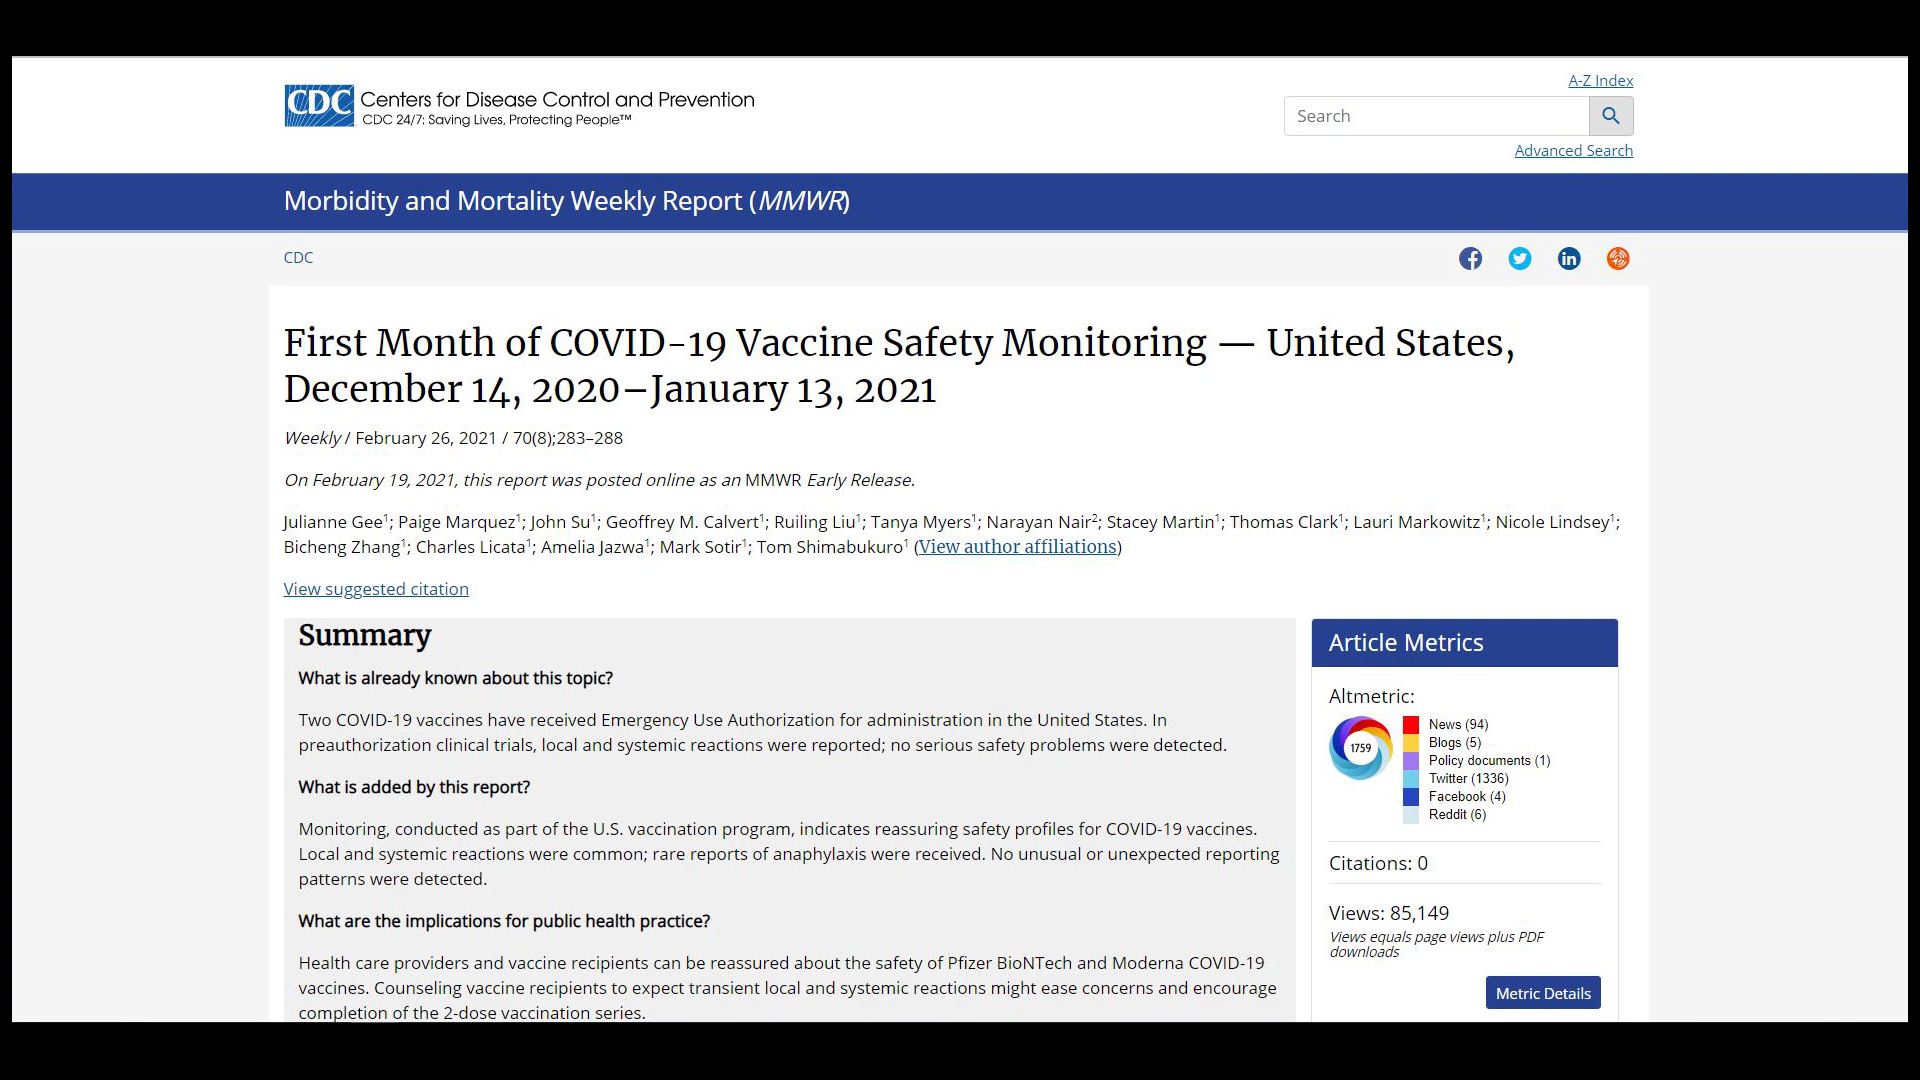 A-Z Index
CDC Centers for Disease Control and Prevention
CDC 24/7: Saving Lives, Protecting People™
Search
Advanced Search
Morbidity and Mortality Weekly Report (MMWR)
CDC
First Month of COVID-19 Vaccine Safety Monitoring — United States,
December 14, 2020–January 13, 2021
Weekly / February 26, 2021 / 70(8);283–288
On February 19, 2021, this report was posted online as an MMWR Early Release.
Julianne Gee1; Paige Marquez1; John Su1; Geoffrey M. Calvert1; Ruiling Liu1; Tanya Myers1; Narayan Nair2; Stacey Martin1; Thomas Clark1; Lauri Markowitz1; Nicole Lindsey1;
Bicheng Zhang1; Charles Licata1; Amelia Jazwa1; Mark Sotir1; Tom Shimabukuro1 (View author affiliations)
View suggested citation
Summary
What is already known about this topic?
Two COVID-19 vaccines have received Emergency Use Authorization for administration in the United States. In
preauthorization clinical trials, local and systemic reactions were reported; no serious safety problems were detected.
What is added by this report?
Monitoring, conducted as part of the U.S. vaccination program, indicates reassuring safety profiles for COVID-19 vaccines.
Local and systemic reactions were common; rare reports of anaphylaxis were received. No unusual or unexpected reporting
patterns were detected.
What are the implications for public health practice?
Health care providers and vaccine recipients can be reassured about the safety of Pfizer BioNTech and Moderna COVID-19
vaccines. Counseling vaccine recipients to expect transient local and systemic reactions might ease concerns and encourage
completion of the 2-dose vaccination series.
Article Metrics
Altmetric:
1759
News (94)
Blogs (5)
Policy documents (1)
Twitter (1336)
Facebook (4)
Reddit (6)
Citations: 0
Views: 85,149
Views equals page views plus PDF
downloads
Metric Details